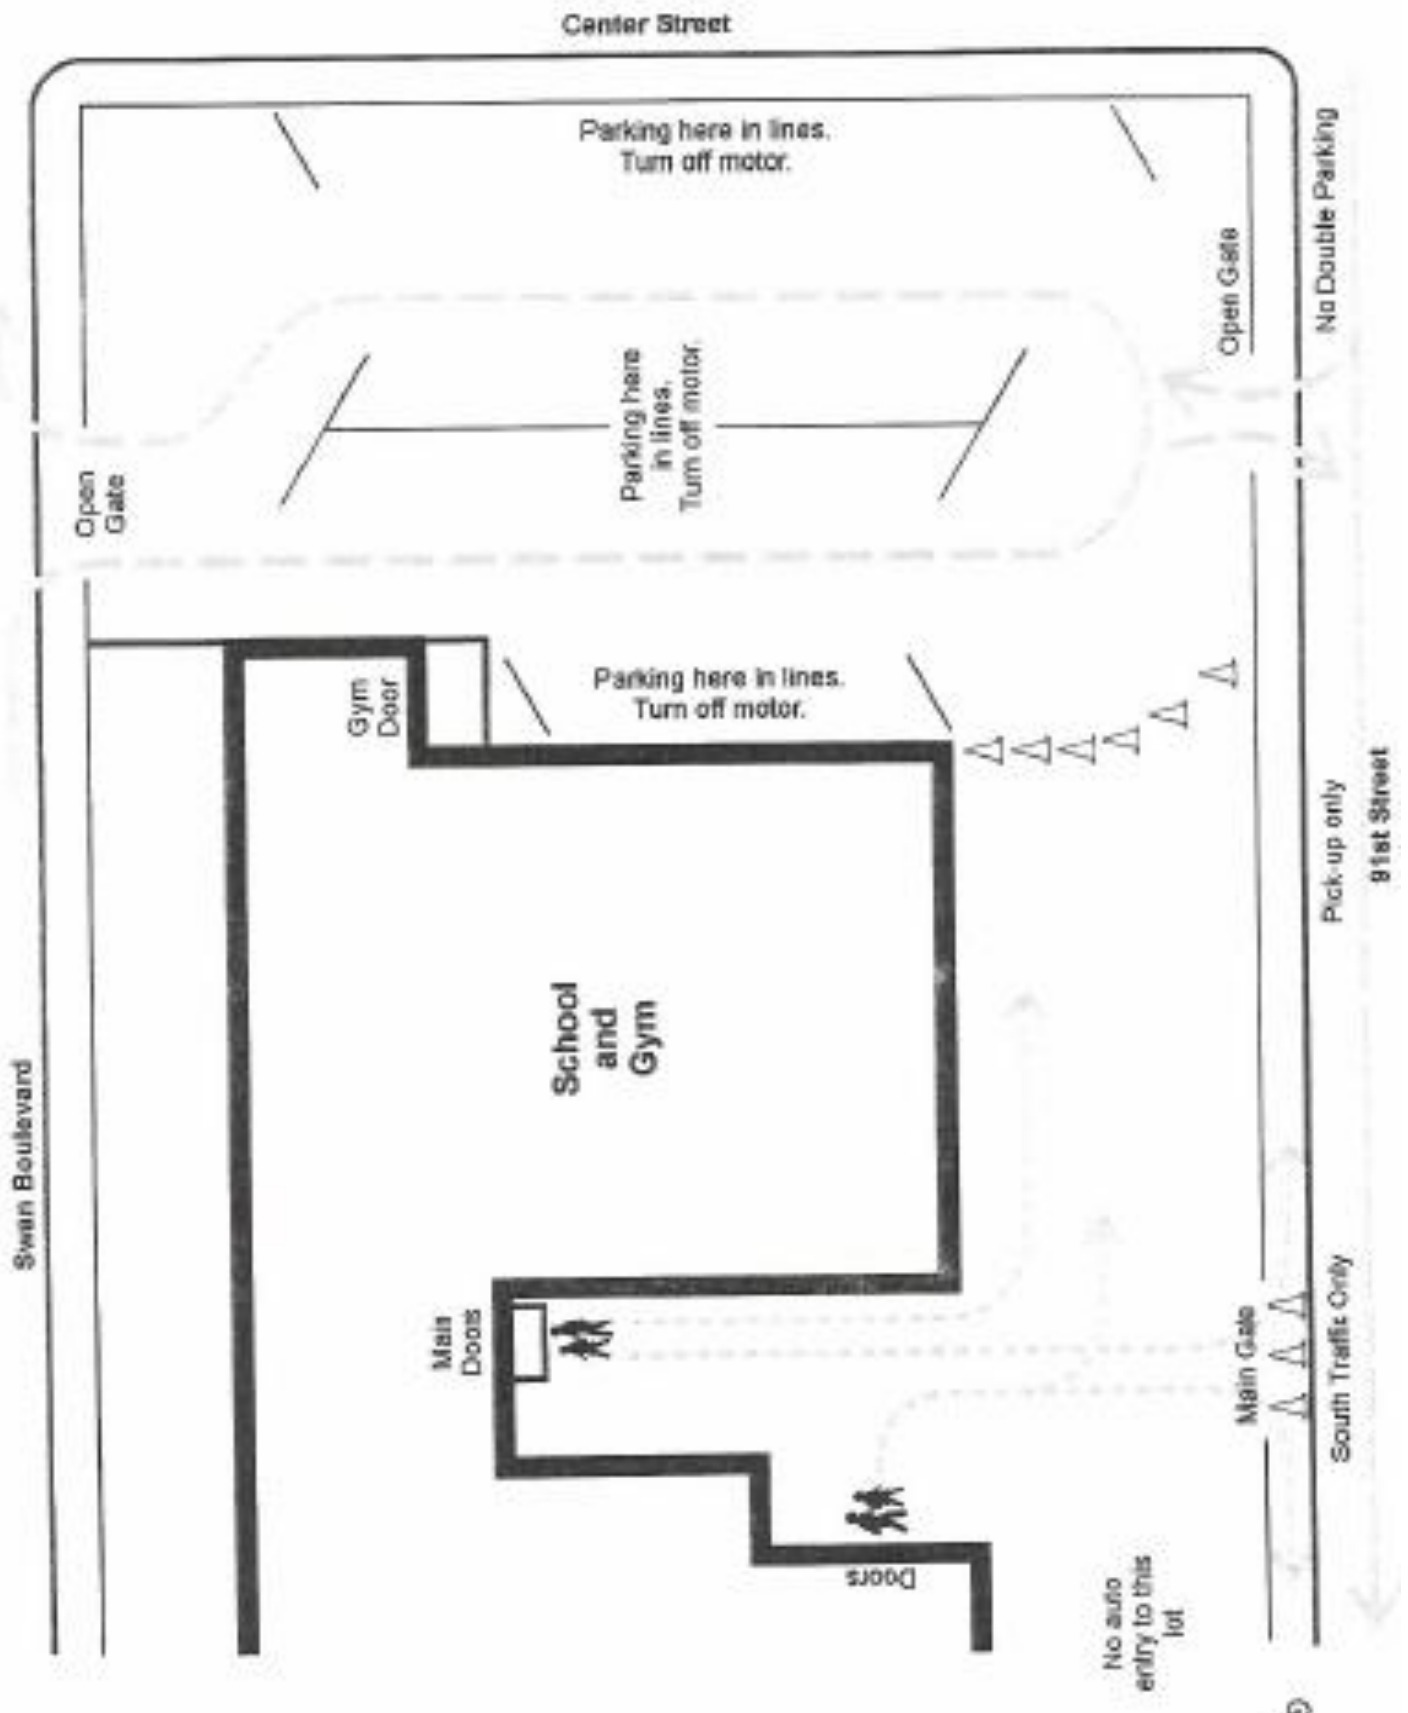 Center Street
Parking here in lines.
Turn off motor.
No Double Parking
Open Gate
Parking here
in lines.
Turn off motor.
Open
Gate
Gym
Door
Parking here in lines.
Turn off motor.
Pick-up only
91st Street
School
and
Gym
Swan Boulevard
Main
Doors
Main Gate
South Traffic Only
Doors
No auto
entry to this
lot